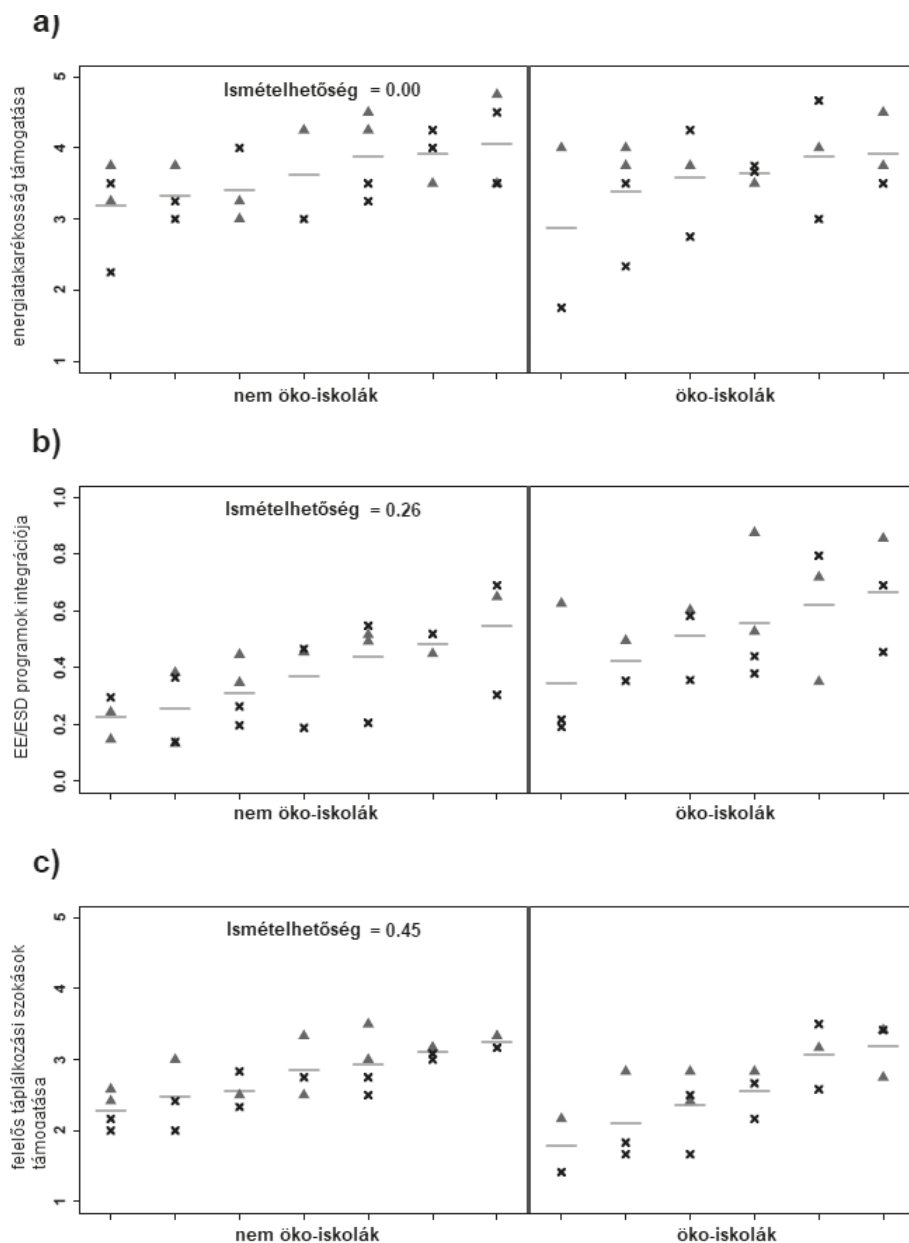 a)
energiatakarékosság támogatása
5
4
3
2
1
Ismételhetőség = 0.00
nem öko-iskolák
öko-iskolák
b)
EE/ESD programok integrációja
1.0
0.8
0.6
0.4
0.2
0.0
Ismételhetőség = 0.26
nem öko-iskolák
öko-iskolák
c)
felelős táplálkozási szokások
támogatása
5
4
3
2
1
Ismételhetőség = 0.45
nem öko-iskolák
öko-iskolák